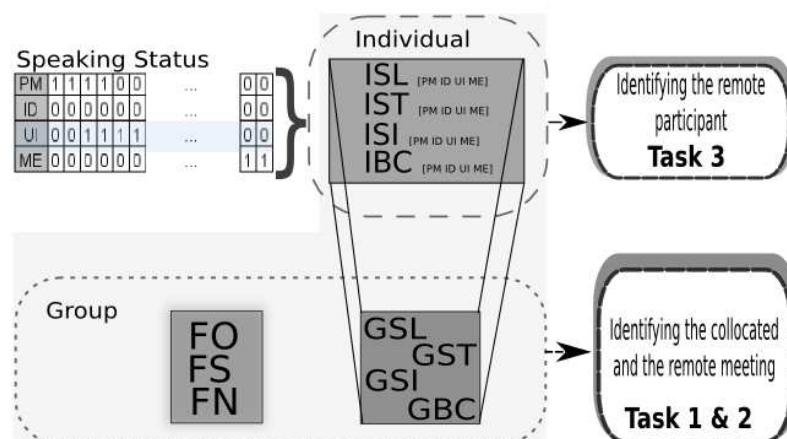 Speaking Status
PM 1 1 1 1 0 0 ... 0 0
ID 0 0 0 0 0 0 ... 0 0
UI 0 0 1 1 1 1 ... 0 0
ME 0 0 0 0 0 0 ... 1 1
Individual
ISL [PM ID UI ME]
IST [PM ID UI ME]
ISI [PM ID UI ME]
IBC [PM ID UI ME]
Identifying the remote
participant
Task 3
Group
FO
FS
FN
GSL
GST
GSI
GBC
Identifying the collocated
and the remote meeting
Task 1 & 2